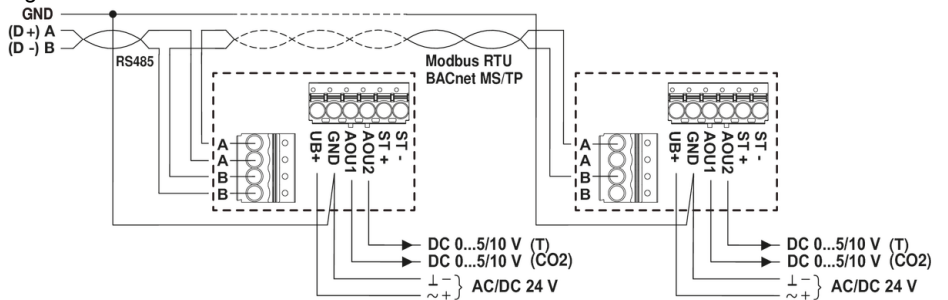 GND
(D+) A
(D -) B
RS485
Modbus RTU
BACnet MS/TP
UB+
GND
AOU1
AOU2
ST +
ST -
A
A
B
B
UB+
GND
AOU1
AOU2
ST +
ST -
A
A
B
B
DC 0...5/10 V (T)
DC 0...5/10 V (CO2)
⊥ –
~ +
AC/DC 24 V
DC 0...5/10 V (T)
DC 0...5/10 V (CO2)
⊥ –
~ +
AC/DC 24 V